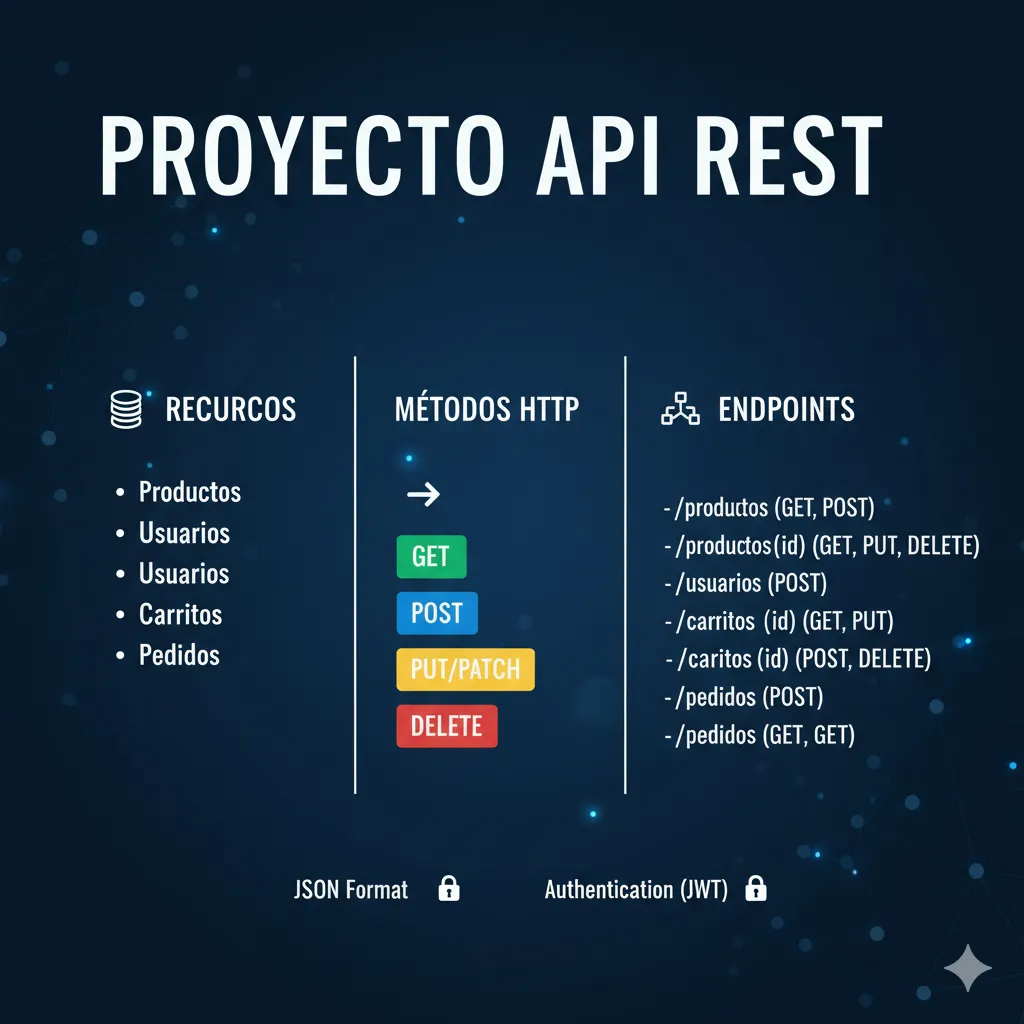 PROYECTO API REST
RECURCOS
• Productos
• Usuarios
• Usuarios
• Carritos
• Pedidos
MÉTODOS HTTP
→
GET
POST
PUT/PATCH
DELETE
ENDPOINTS
- /productos (GET, POST)
- /productos(id) (GET, PUT, DELETE)
- /usuarios (POST)
- /carritos (id) (GET, PUT)
- /caritos (id) (POST, DELETE)
- /pedidos (POST)
- /pedidos (GET, GET)
JSON Format
Authentication (JWT)